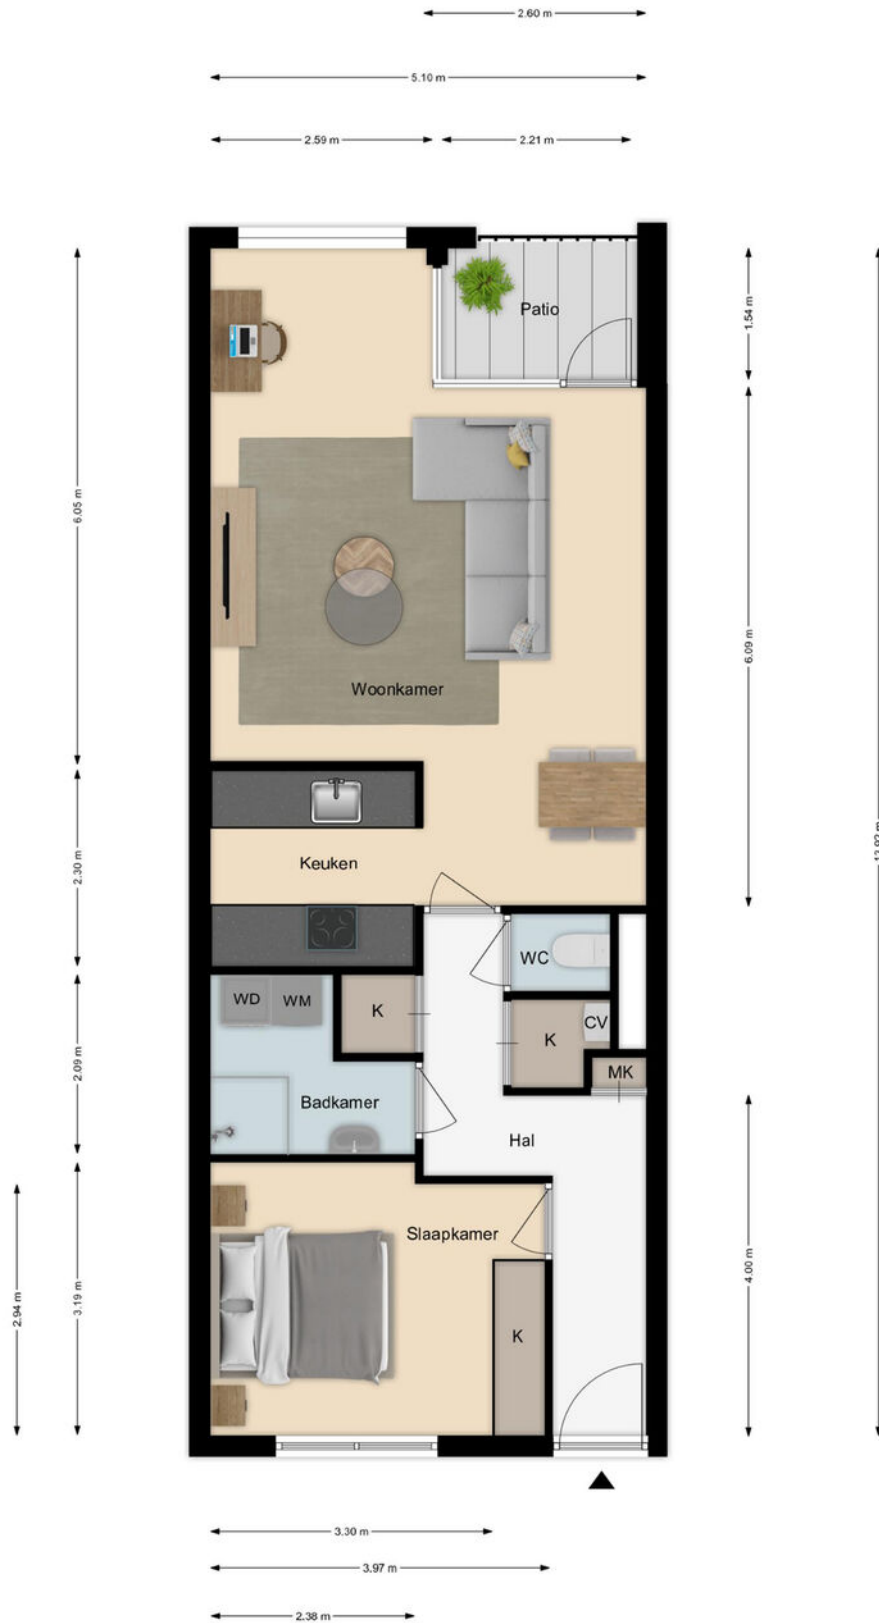 2.60 m
5.10 m
2.59 m
2.21 m
Patio
1.54 m
6.05 m
6.09 m
Woonkamer
2.30 m
Keuken
13.92 m
WC
WD
WM
K
K
CV
MK
2.09 m
Badkamer
Hal
Slaapkamer
4.00 m
2.94 m
3.19 m
K
3.30 m
3.97 m
2.38 m